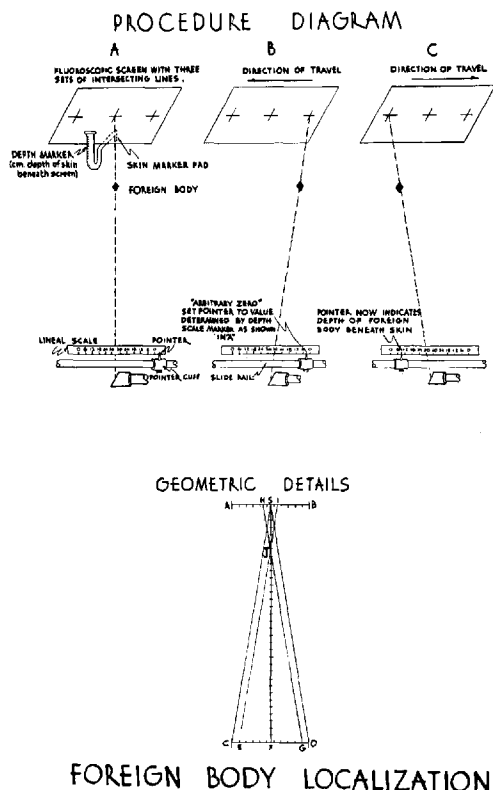 PROCEDURE DIAGRAM
A
FLUOROSCOPIC SCREEN WITH THREE
SETS OF INTERSECTING LINES.
DEPTH MARKER
(cm. depth of skin
beneath screen)
SKIN MARKER PAD
FOREIGN BODY
LINEAL SCALE
POINTER
POINTER CUFF
B
DIRECTION OF TRAVEL
"ARBITRARY ZERO"
SET POINTER TO VALUE
DETERMINED BY DEPTH
SCALE MARKER AS SHOWN
IN "A"
SLIDE RAIL
C
DIRECTION OF TRAVEL
POINTER NOW INDICATES
DEPTH OF FOREIGN
BODY BENEATH SKIN
GEOMETRIC DETAILS
A H S I B
J
C E X G D
FOREIGN BODY LOCALIZATION